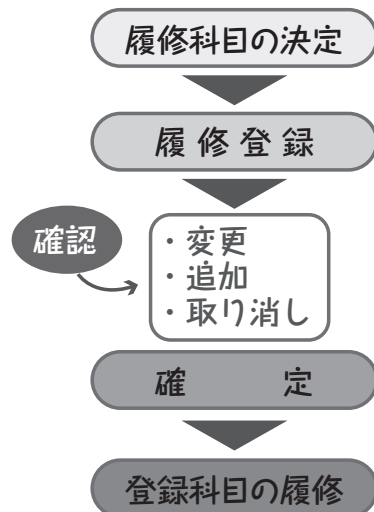 履修科目の決定
履修登録
確認
・変更
・追加
・取り消し
確　定
登録科目の履修